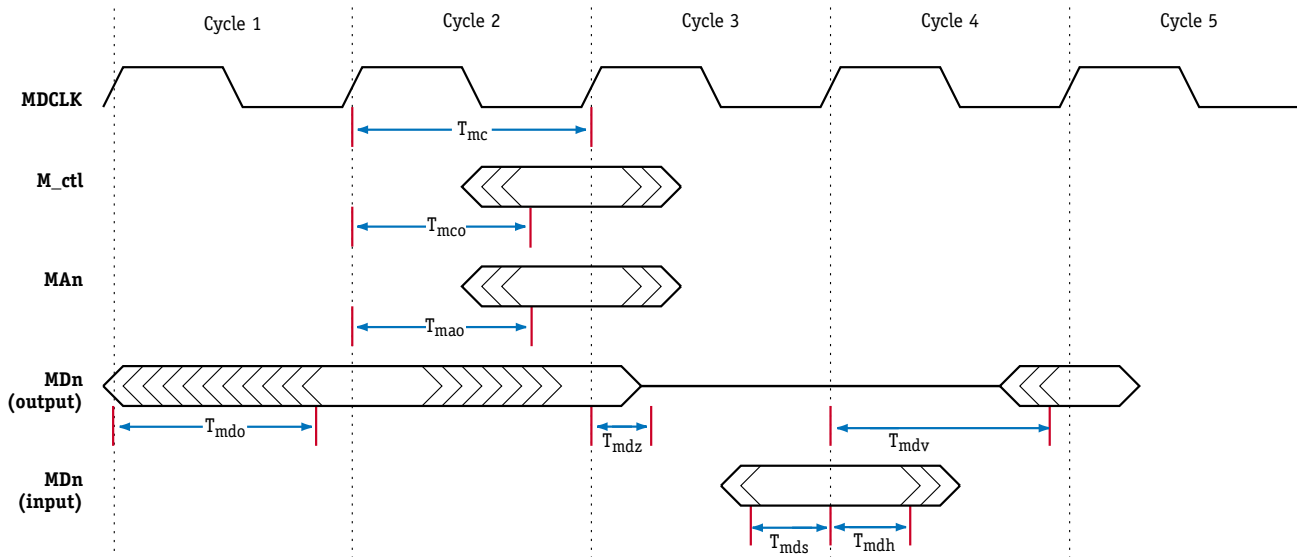 Cycle 1 Cycle 2 Cycle 3 Cycle 4 Cycle 5
MDCLK
Tmc
M_ctl
Tmco
MAn
Tmao
MDn
(output)
Tmdo Tmdz Tmdv
MDn
(input)
Tmds Tmdh